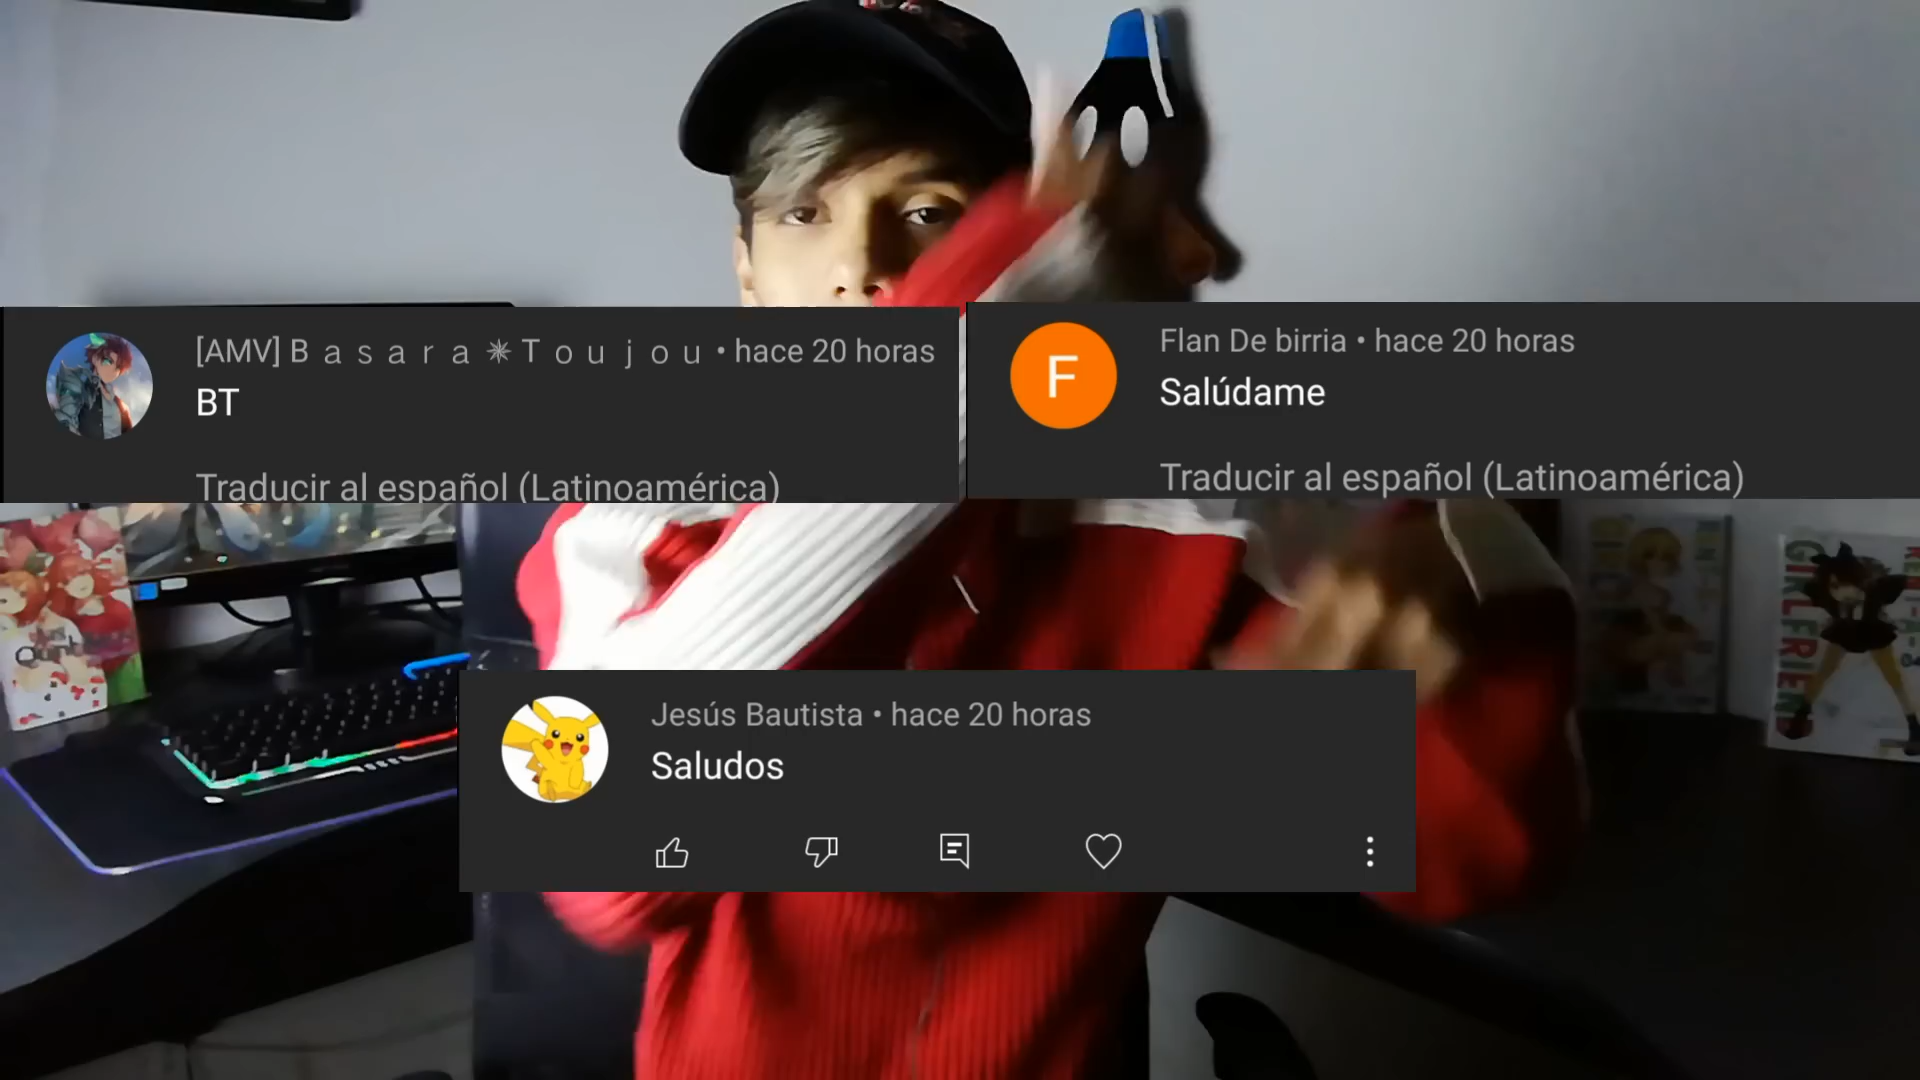 [AMV] B a s a r a ✴ T o u j o u • hace 20 horas
BT
Traducir al español (Latinoamérica)
F
Flan De birria • hace 20 horas
Salúdame
Traducir al español (Latinoamérica)
Jesús Bautista • hace 20 horas
Saludos
GIRLFRIEND